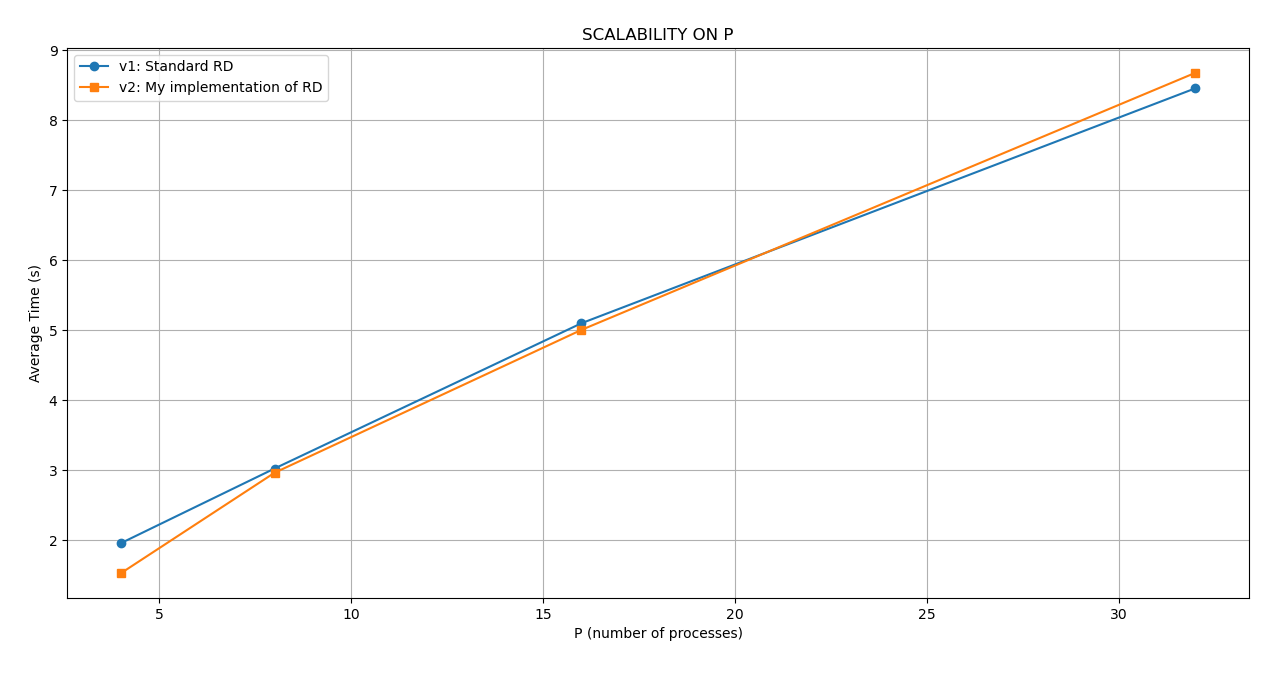 SCALABILITY ON P
v1: Standard RD
v2: My implementation of RD
9
8
7
6
5
4
3
2
Average Time (s)
5 10 15 20 25 30
P (number of processes)